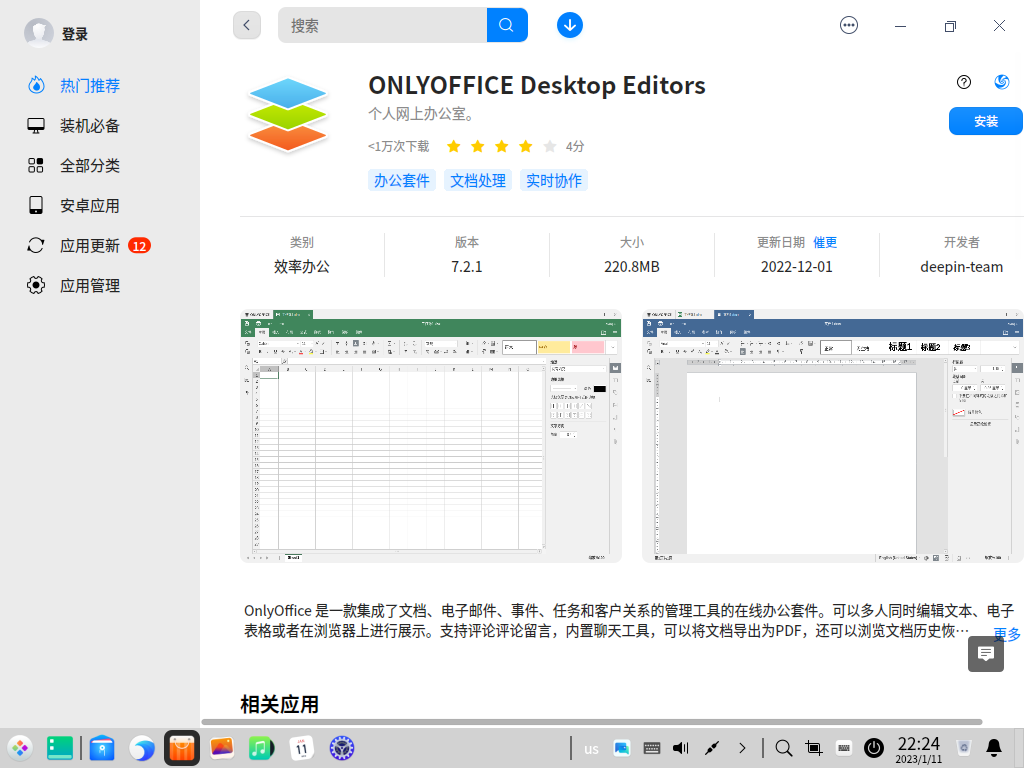 登录
搜索
热门推荐
装机必备
全部分类
安卓应用
应用更新 12
应用管理
ONLYOFFICE Desktop Editors
个人网上办公室。
<1万次下载 4分
办公套件 文档处理 实时协作
安装
类别 版本 大小 更新日期 催更 开发者
效率办公 7.2.1 220.8MB 2022-12-01 deepin-team
标题1 标题2 标题3
OnlyOffice 是一款集成了文档、电子邮件、事件、任务和客户关系的管理工具的在线办公套件。可以多人同时编辑文本、电子
表格或者在浏览器上进行展示。支持评论评论留言，内置聊天工具，可以将文档导出为PDF，还可以浏览文档历史恢… 更多
相关应用
11
us
22:24
2023/1/11